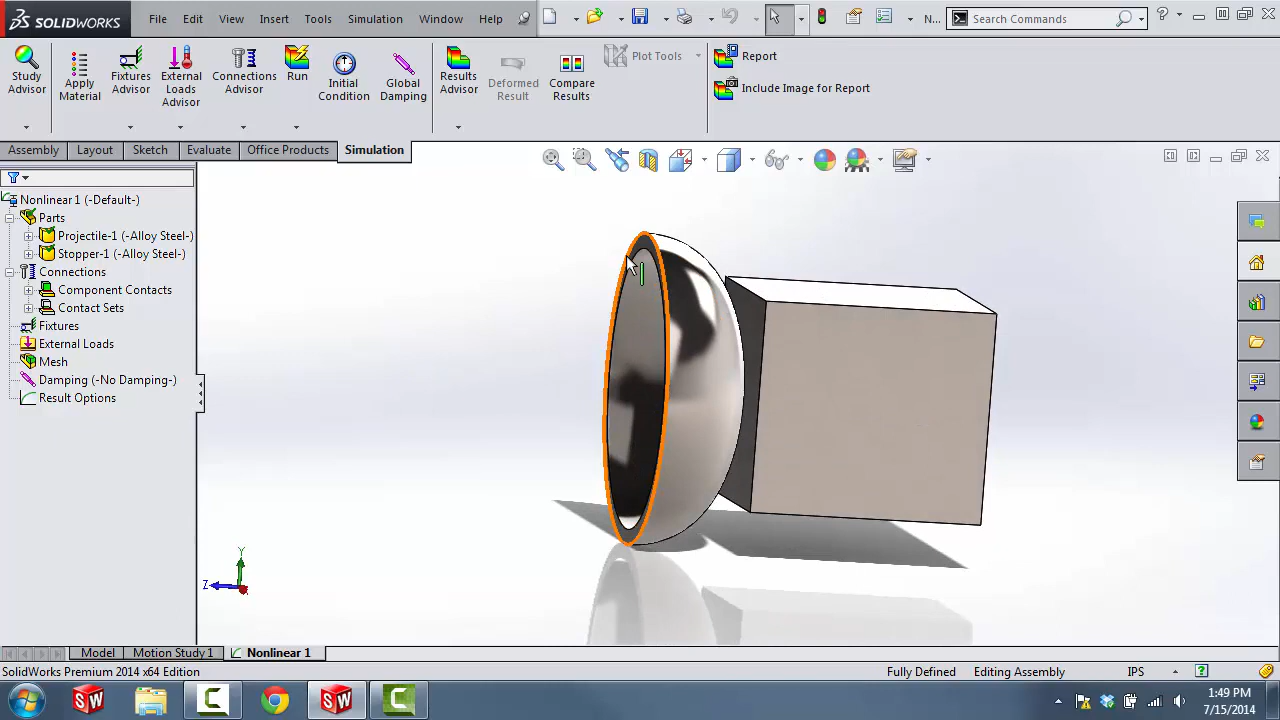 SOLIDWORKS File Edit View Insert Tools Simulation Window Help N... Search Commands
Study Advisor
Apply Material
Fixtures Advisor
External Loads Advisor
Connections Advisor
Run
Initial Condition
Global Damping
Results Advisor
Deformed Result
Compare Results
Plot Tools
Report
Include Image for Report
Assembly Layout Sketch Evaluate Office Products Simulation
Nonlinear 1 (-Default-)
Parts
Projectile-1 (-Alloy Steel-)
Stopper-1 (-Alloy Steel-)
Connections
Component Contacts
Contact Sets
Fixtures
External Loads
Mesh
Damping (-No Damping-)
Result Options
Y
Z
Model Motion Study 1 Nonlinear 1
SolidWorks Premium 2014 x64 Edition Fully Defined Editing Assembly IPS
1:49 PM
7/15/2014